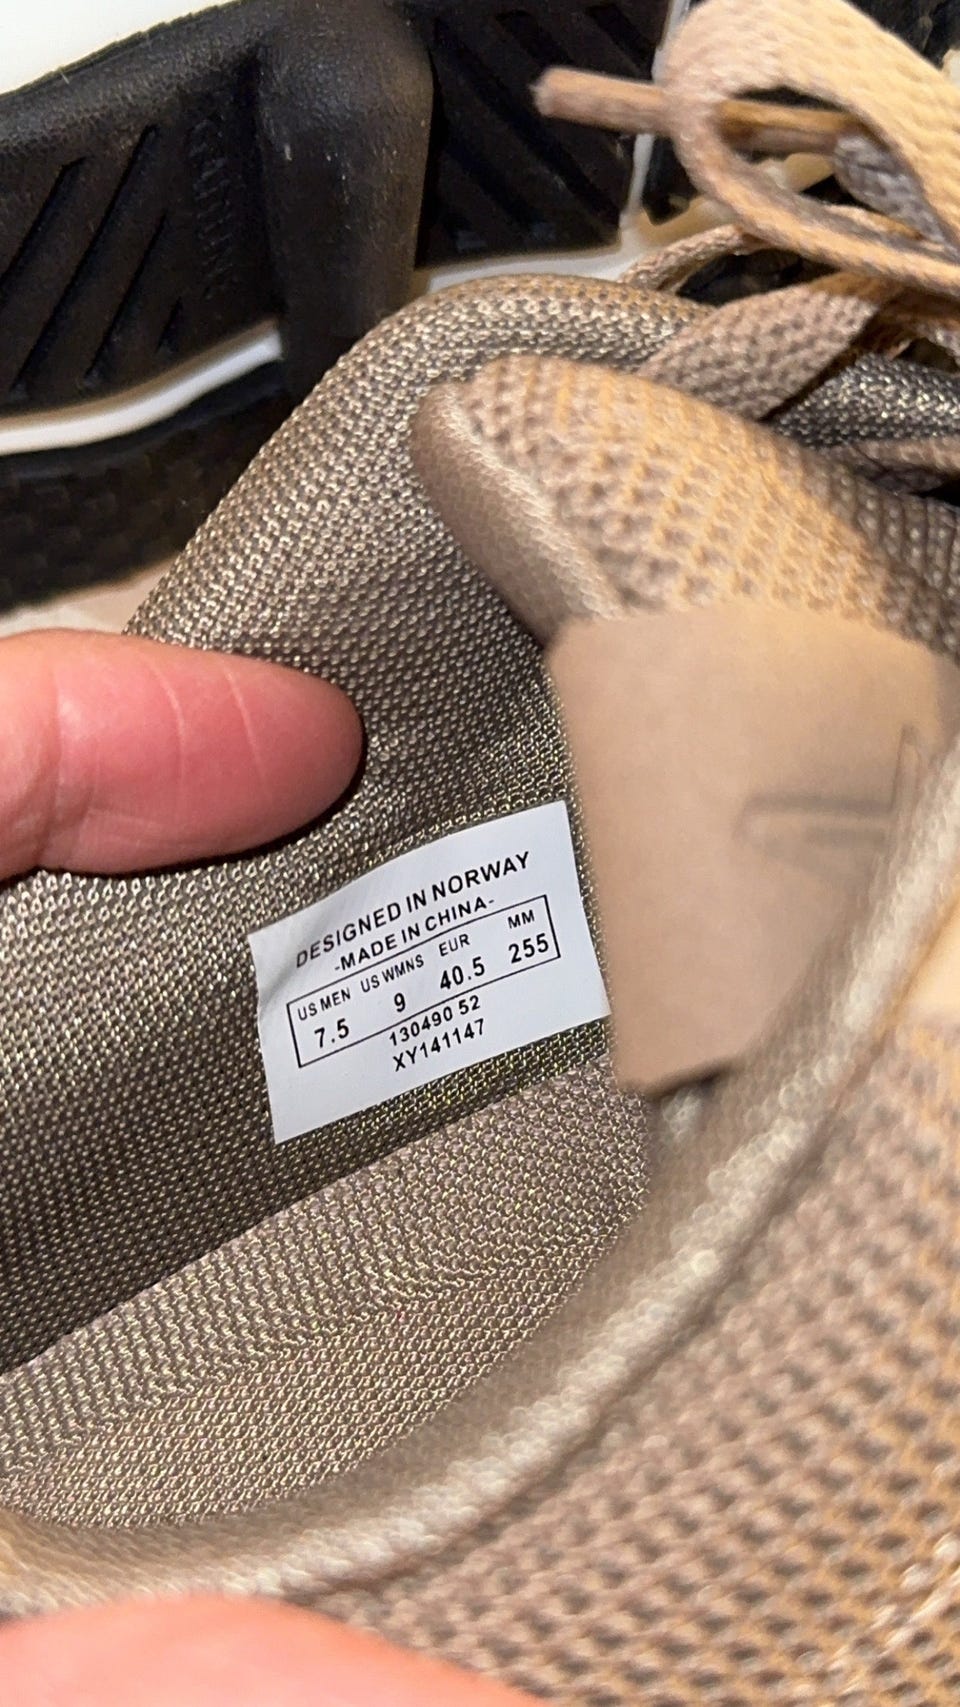 DESIGNED IN NORWAY
-MADE IN CHINA-
US MEN US WMNS EUR MM
7.5 9 40.5 255
130490 52
XY141147